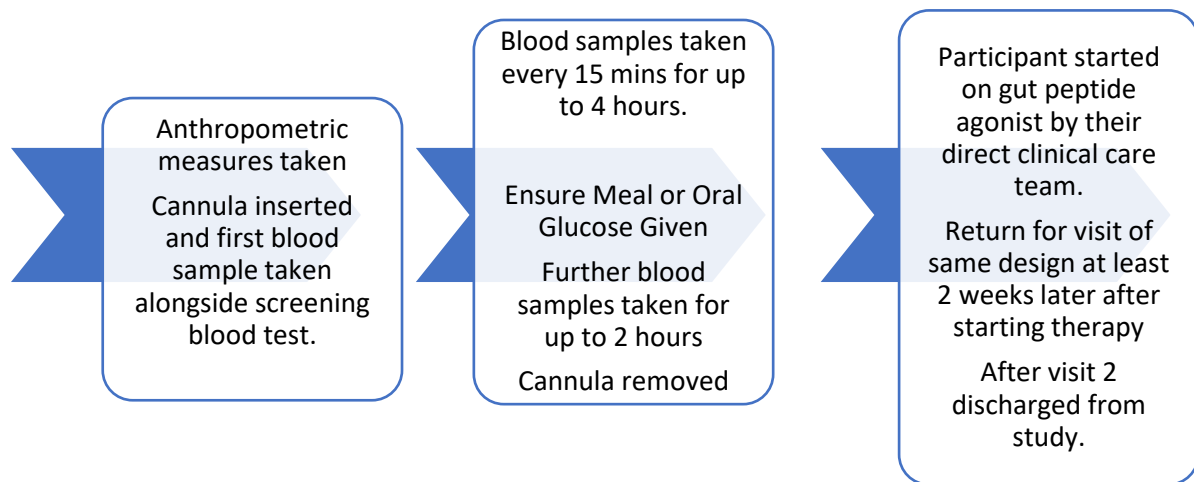 Anthropometric
measures taken
Cannula inserted
and first blood
sample taken
alongside screening
blood test.
Blood samples taken
every 15 mins for up
to 4 hours.
Ensure Meal or Oral
Glucose Given
Further blood
samples taken for
up to 2 hours
Cannula removed
Participant started
on gut peptide
agonist by their
direct clinical care
team.
Return for visit of
same design at least
2 weeks later after
starting therapy
After visit 2
discharged from
study.